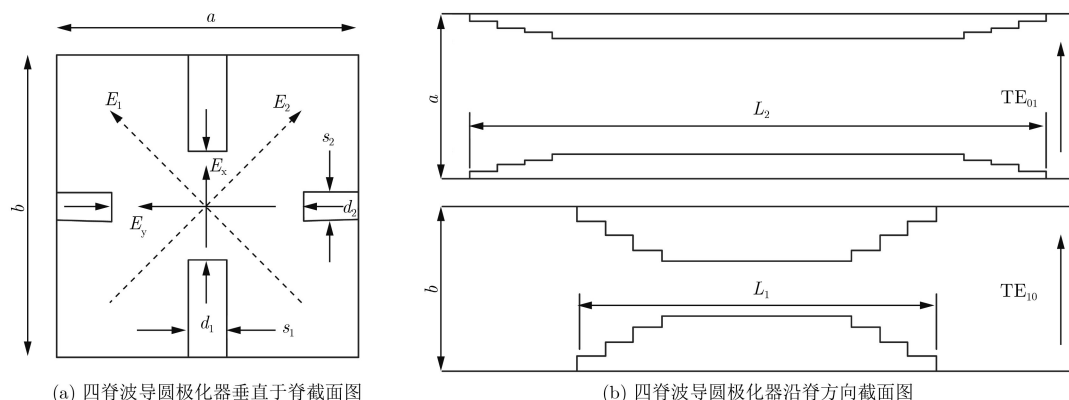 a
b
E₁
E₂
s₂
Eₓ
E_y
d₂
d₁
s₁
(a) 四脊波导圆极化器垂直于脊截面图
a
L₂
TE₀₁
b
L₁
TE₁₀
(b) 四脊波导圆极化器沿脊方向截面图